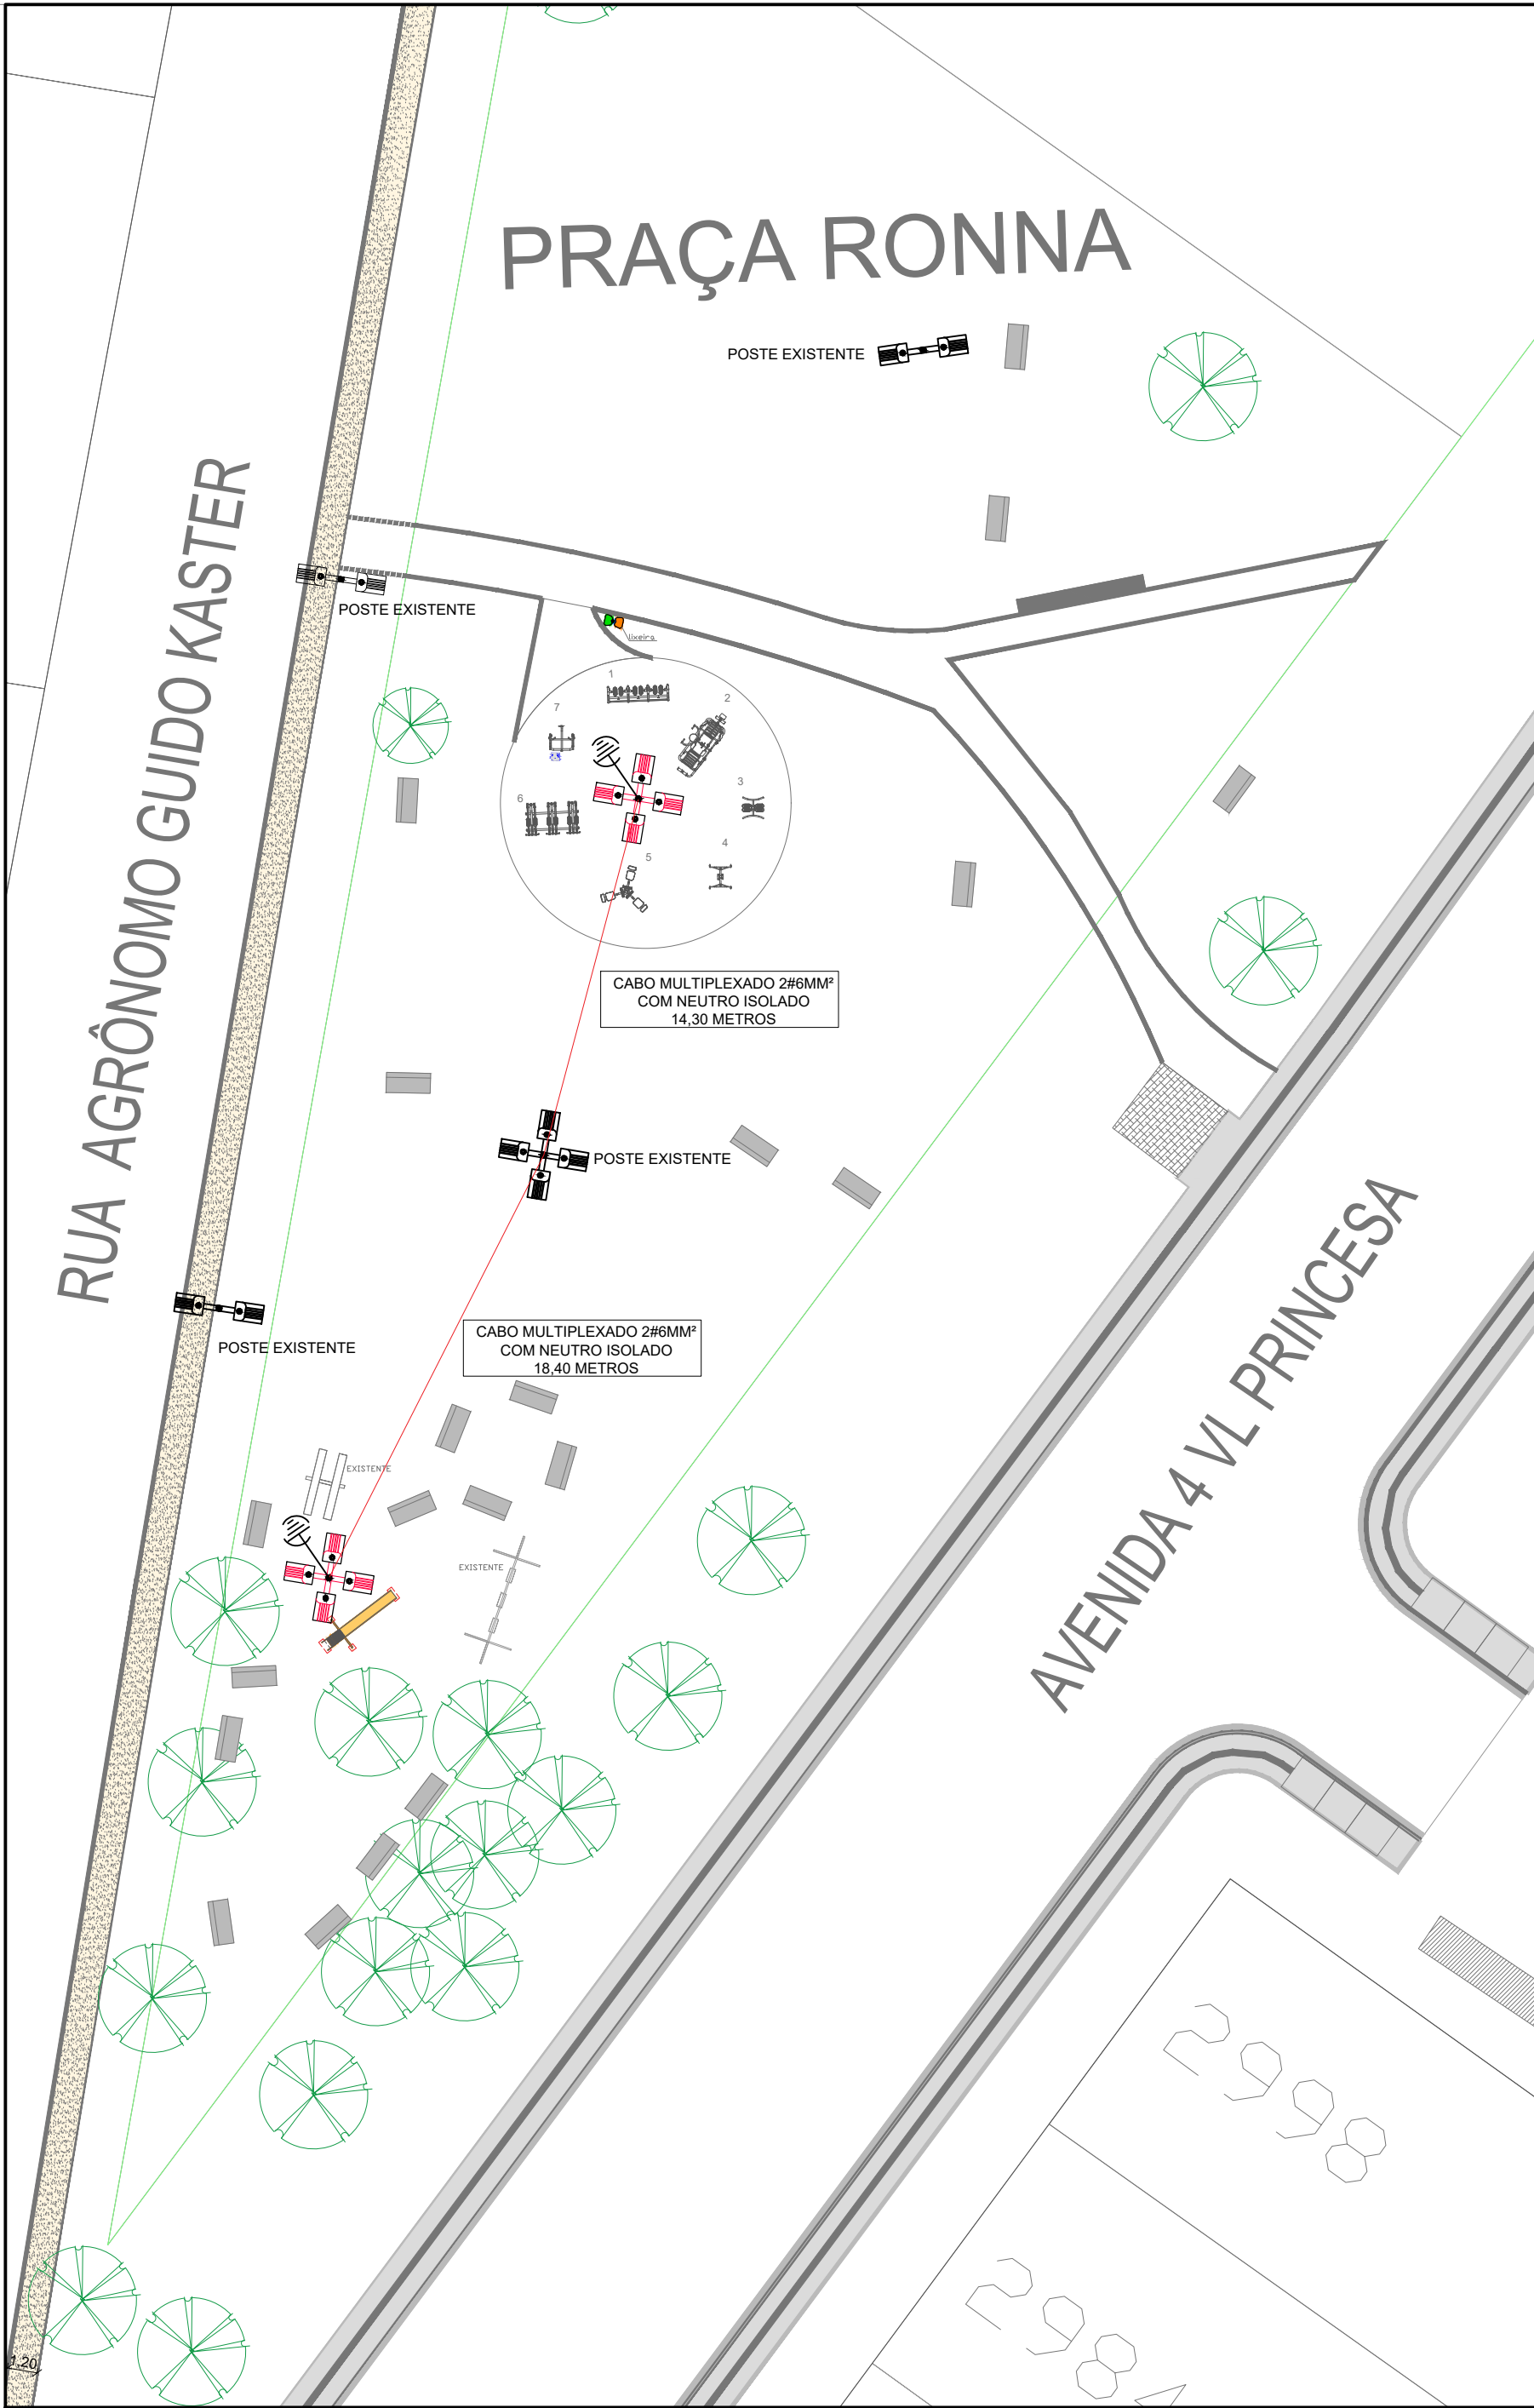 PRAÇA RONNA
POSTE EXISTENTE
RUA AGRÔNOMO GUIDO KASTER
POSTE EXISTENTE
lixeira
1
2
7
3
6
4
5
CABO MULTIPLEXADO 2#6MM²
COM NEUTRO ISOLADO
14,30 METROS
POSTE EXISTENTE
AVENIDA 4 VL PRINCESA
POSTE EXISTENTE
CABO MULTIPLEXADO 2#6MM²
COM NEUTRO ISOLADO
18,40 METROS
EXISTENTE
EXISTENTE
2998
298
1,20